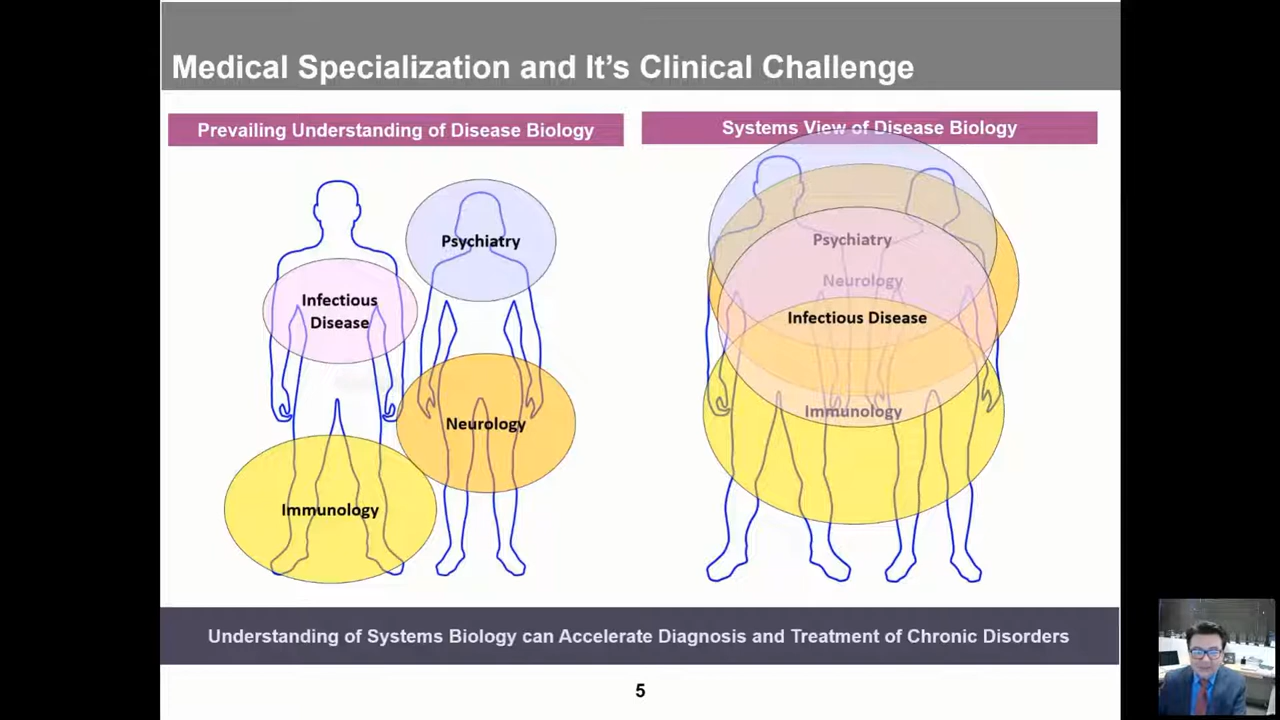 Medical Specialization and It's Clinical Challenge
Prevailing Understanding of Disease Biology
Psychiatry
Infectious
Disease
Neurology
Immunology
Systems View of Disease Biology
Psychiatry
Neurology
Infectious Disease
Immunology
Understanding of Systems Biology can Accelerate Diagnosis and Treatment of Chronic Disorders
5